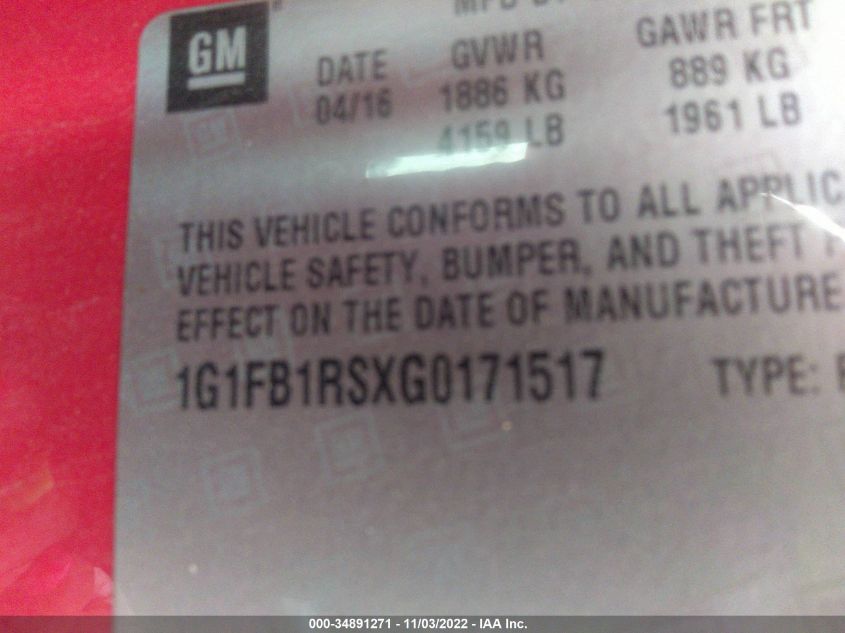 GM
DATE
04/16
GVWR
1886 KG
4159 LB
GAWR FRT
889 KG
1961 LB
THIS VEHICLE CONFORMS TO ALL APPLIC
VEHICLE SAFETY, BUMPER, AND THEFT
EFFECT ON THE DATE OF MANUFACTURE
1G1FB1RSXG0171517
TYPE:
000-34891271 - 11/03/2022 - IAA Inc.